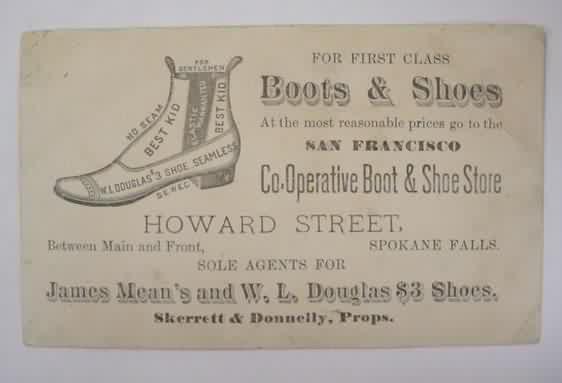 FOR
GENTLEMEN
NO SEAM
BEST KID
ELASTIC
WARRANTED
BEST KID
W.L. DOUGLAS $3 SHOE. SEAMLESS
SEWED
FOR FIRST CLASS
Boots & Shoes
At the most reasonable prices go to the
SAN FRANCISCO
Co.Operative Boot & Shoe Store
HOWARD STREET,
Between Main and Front, SPOKANE FALLS.
SOLE AGENTS FOR
James Mean's and W. L. Douglas $3 Shoes.
Skerrett & Donnelly, Props.